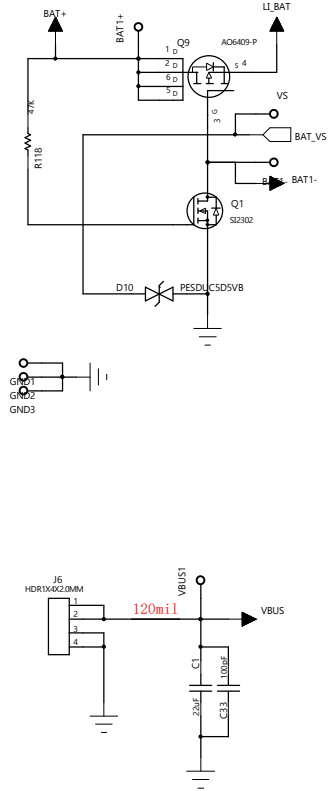 BAT+
BAT1+
LI_BAT
Q9
AO6409-P
1 D
2 D
6 D
5 D
S 4
G
3
47K
R118
VS
BAT_VS
BAT1-
BAT1-
Q1
SI2302
D10
PESDUC5D5VB
GND1
GND2
GND3
J6
HDR1X4X2.0MM
1
2
3
4
120mil
VBUS1
VBUS
C1
22uF
100pF
C33